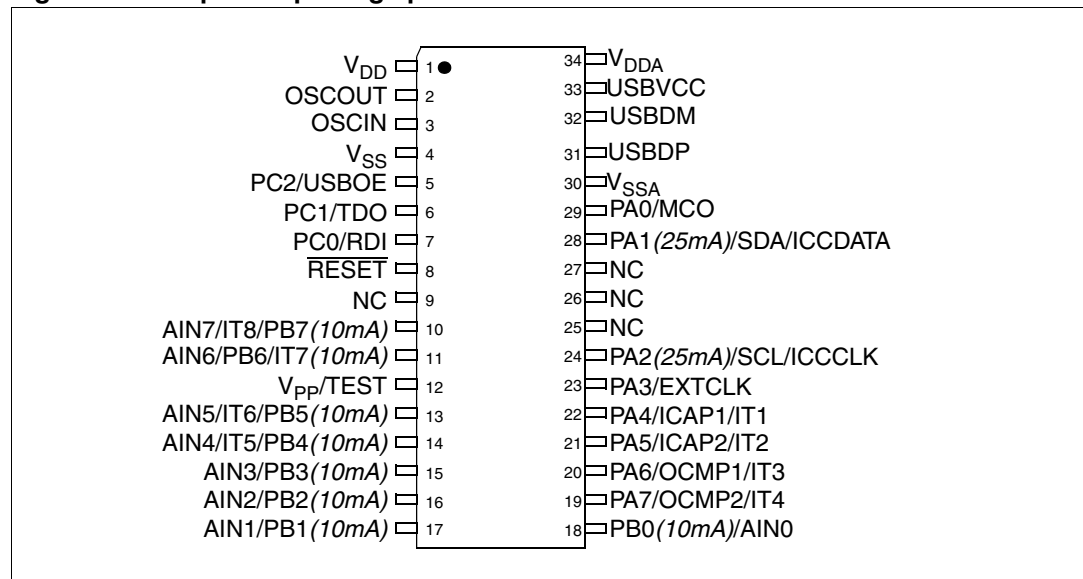 V_DD 1
OSCOUT 2
OSCIN 3
V_SS 4
PC2/USBOE 5
PC1/TDO 6
PC0/RDI 7
RESET 8
NC 9
AIN7/IT8/PB7(10mA) 10
AIN6/PB6/IT7(10mA) 11
V_PP/TEST 12
AIN5/IT6/PB5(10mA) 13
AIN4/IT5/PB4(10mA) 14
AIN3/PB3(10mA) 15
AIN2/PB2(10mA) 16
AIN1/PB1(10mA) 17
34 V_DDA
33 USBVCC
32 USBDM
31 USBDP
30 V_SSA
29 PA0/MCO
28 PA1(25mA)/SDA/ICCDATA
27 NC
26 NC
25 NC
24 PA2(25mA)/SCL/ICCCLK
23 PA3/EXTCLK
22 PA4/ICAP1/IT1
21 PA5/ICAP2/IT2
20 PA6/OCMP1/IT3
19 PA7/OCMP2/IT4
18 PB0(10mA)/AIN0